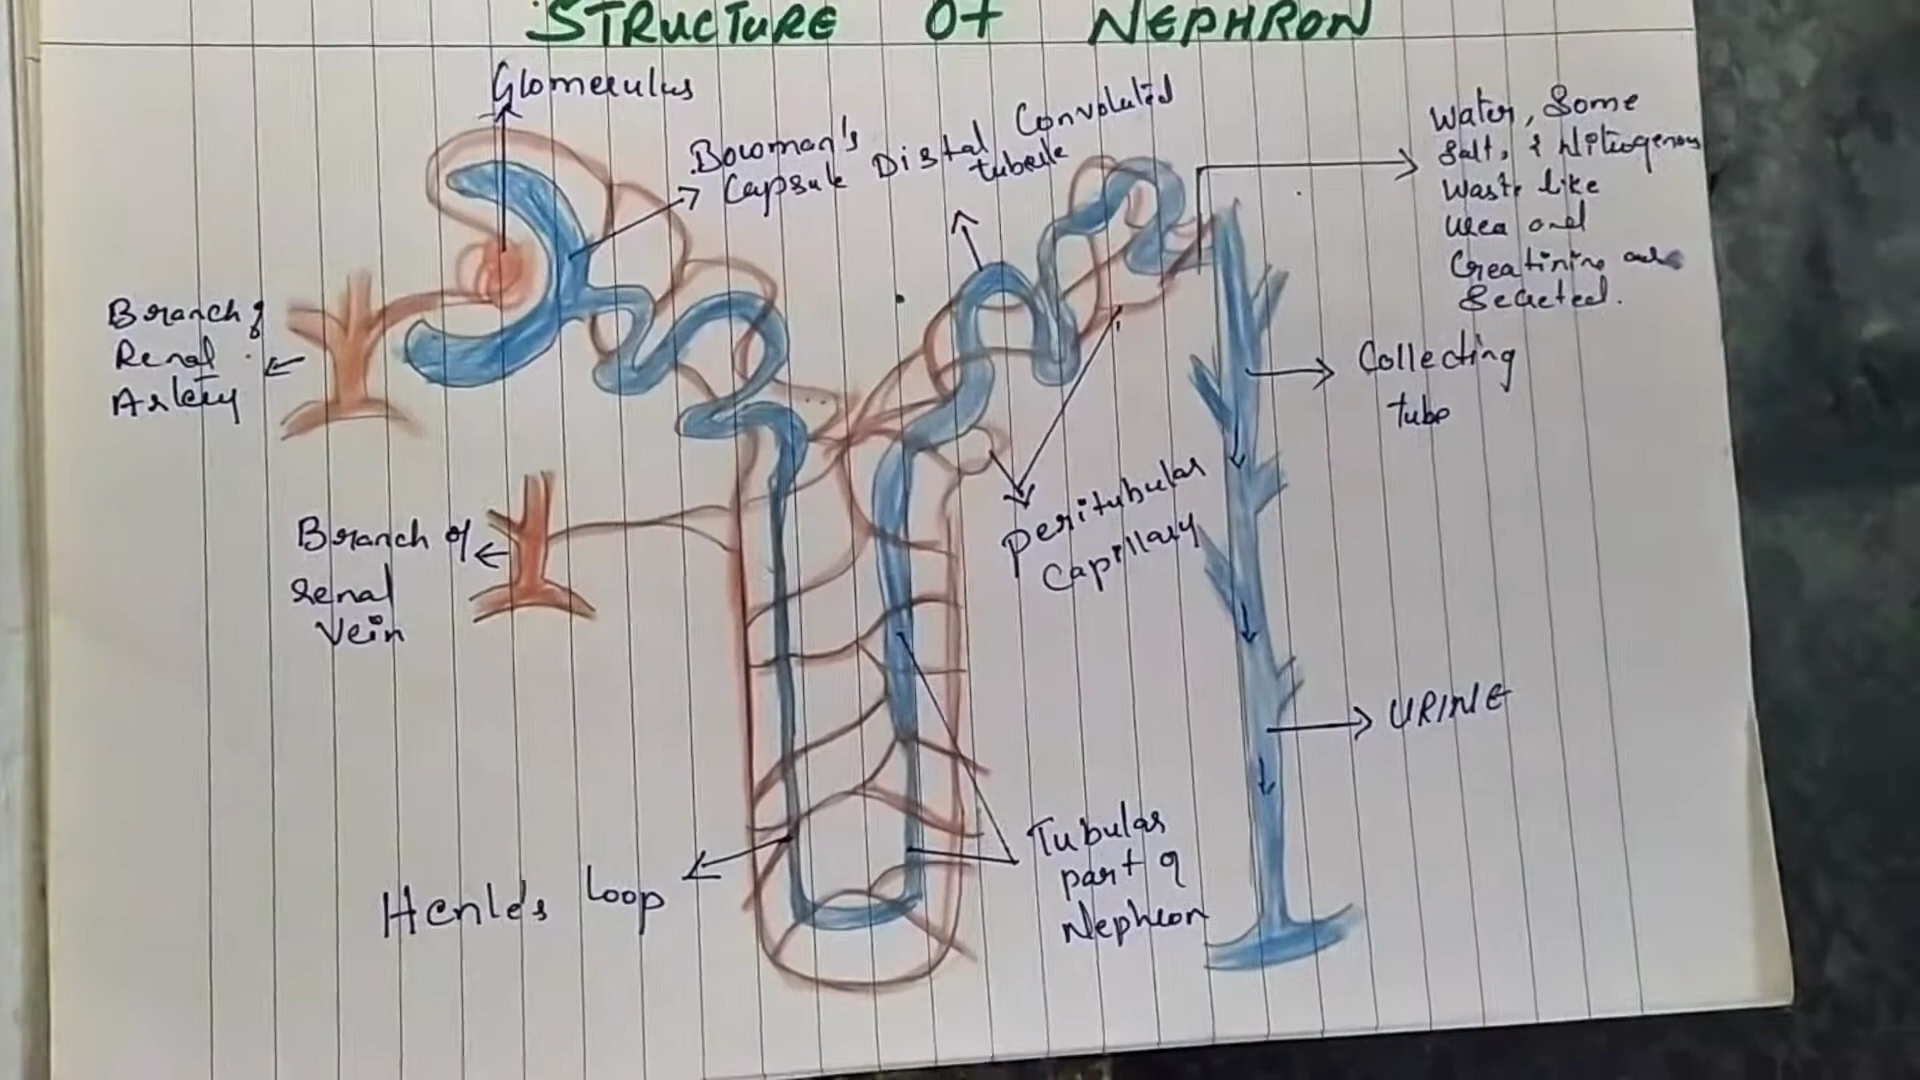 STRUCTURE OF NEPHRON
Glomerulus
Bowman's
Capsule
Distal Convoluted
tubule
Water, Some
Salt, & Nitrogenous
Waste like
Urea and
Creatinine are
Secreted.
Branch of
Renal
Artery
Collecting
tube
Branch of
renal
Vein
Peritubular
Capillary
URINE
Henle's Loop
Tubular
part of
Nephron